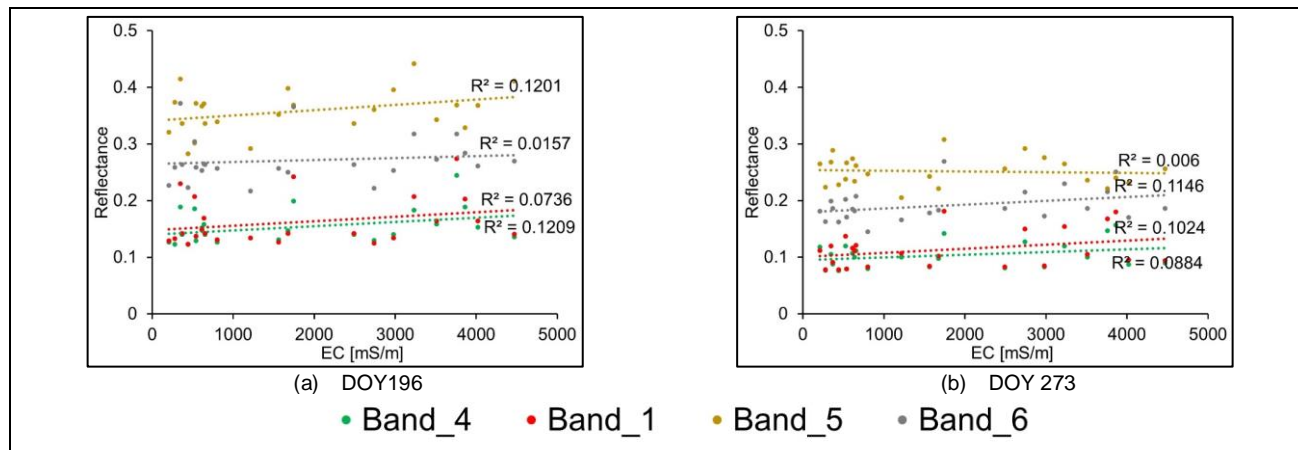 0.5
0.4
0.3
0.2
0.1
0
Reflectance
R² = 0.1201
R² = 0.0157
R² = 0.0736
R² = 0.1209
0 1000 2000 3000 4000 5000
EC [mS/m]
(a) DOY196
0.5
0.4
0.3
0.2
0.1
0
Reflectance
R² = 0.006
R² = 0.1146
R² = 0.1024
R² = 0.0884
0 1000 2000 3000 4000 5000
EC [mS/m]
(b) DOY 273
Band_4 Band_1 Band_5 Band_6